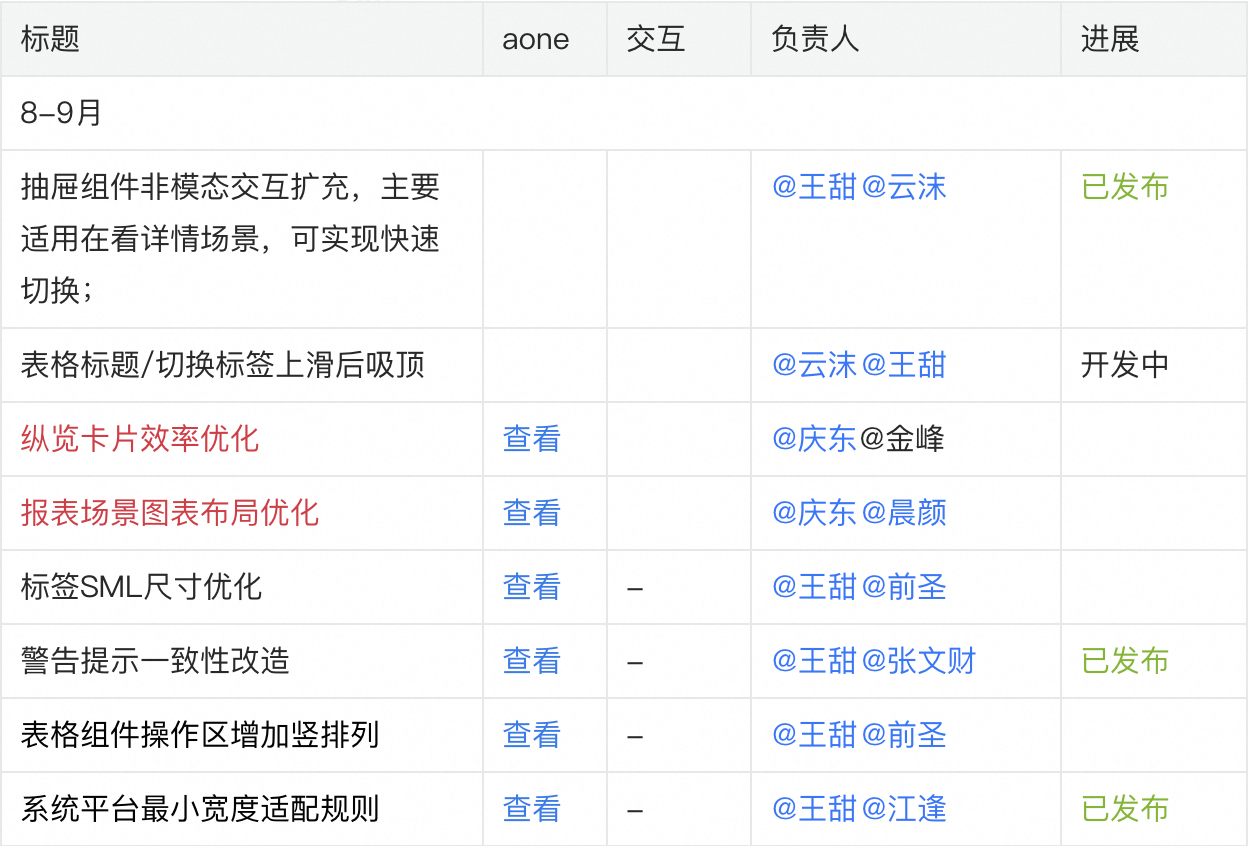 标题 aone 交互 负责人 进展
8–9月
抽屉组件非模态交互扩充，主要 @王甜 @云沫 已发布
适用在看详情场景，可实现快速
切换；
表格标题/切换标签上滑后吸顶 @云沫 @王甜 开发中
纵览卡片效率优化 查看 @庆东@金峰
报表场景图表布局优化 查看 @庆东 @晨颜
标签SML尺寸优化 查看 – @王甜 @前圣
警告提示一致性改造 查看 – @王甜 @张文财 已发布
表格组件操作区增加竖排列 查看 – @王甜 @前圣
系统平台最小宽度适配规则 查看 – @王甜 @江逢 已发布